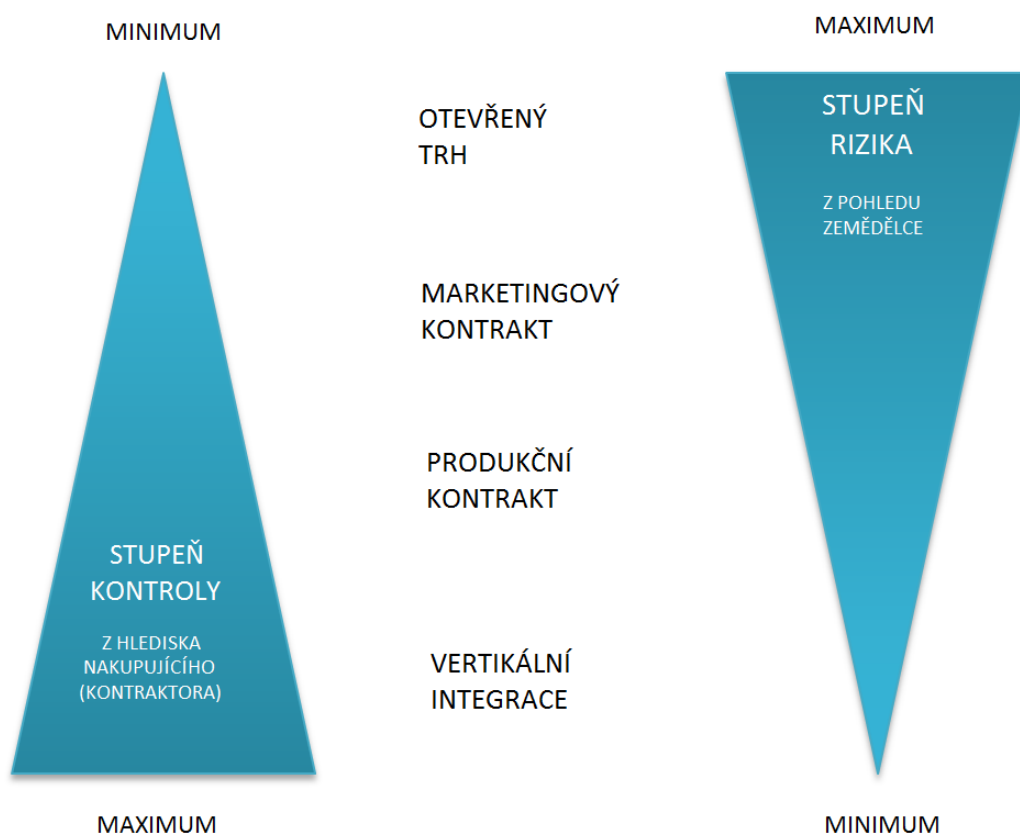 MINIMUM
STUPEŇ
KONTROLY
Z HLEDISKA
NAKUPUJÍCÍHO
(KONTRAKTORA)
MAXIMUM
OTEVŘENÝ
TRH
MARKETINGOVÝ
KONTRAKT
PRODUKČNÍ
KONTRAKT
VERTIKÁLNÍ
INTEGRACE
MAXIMUM
STUPEŇ
RIZIKA
Z POHLEDU
ZEMĚDĚLCE
MINIMUM